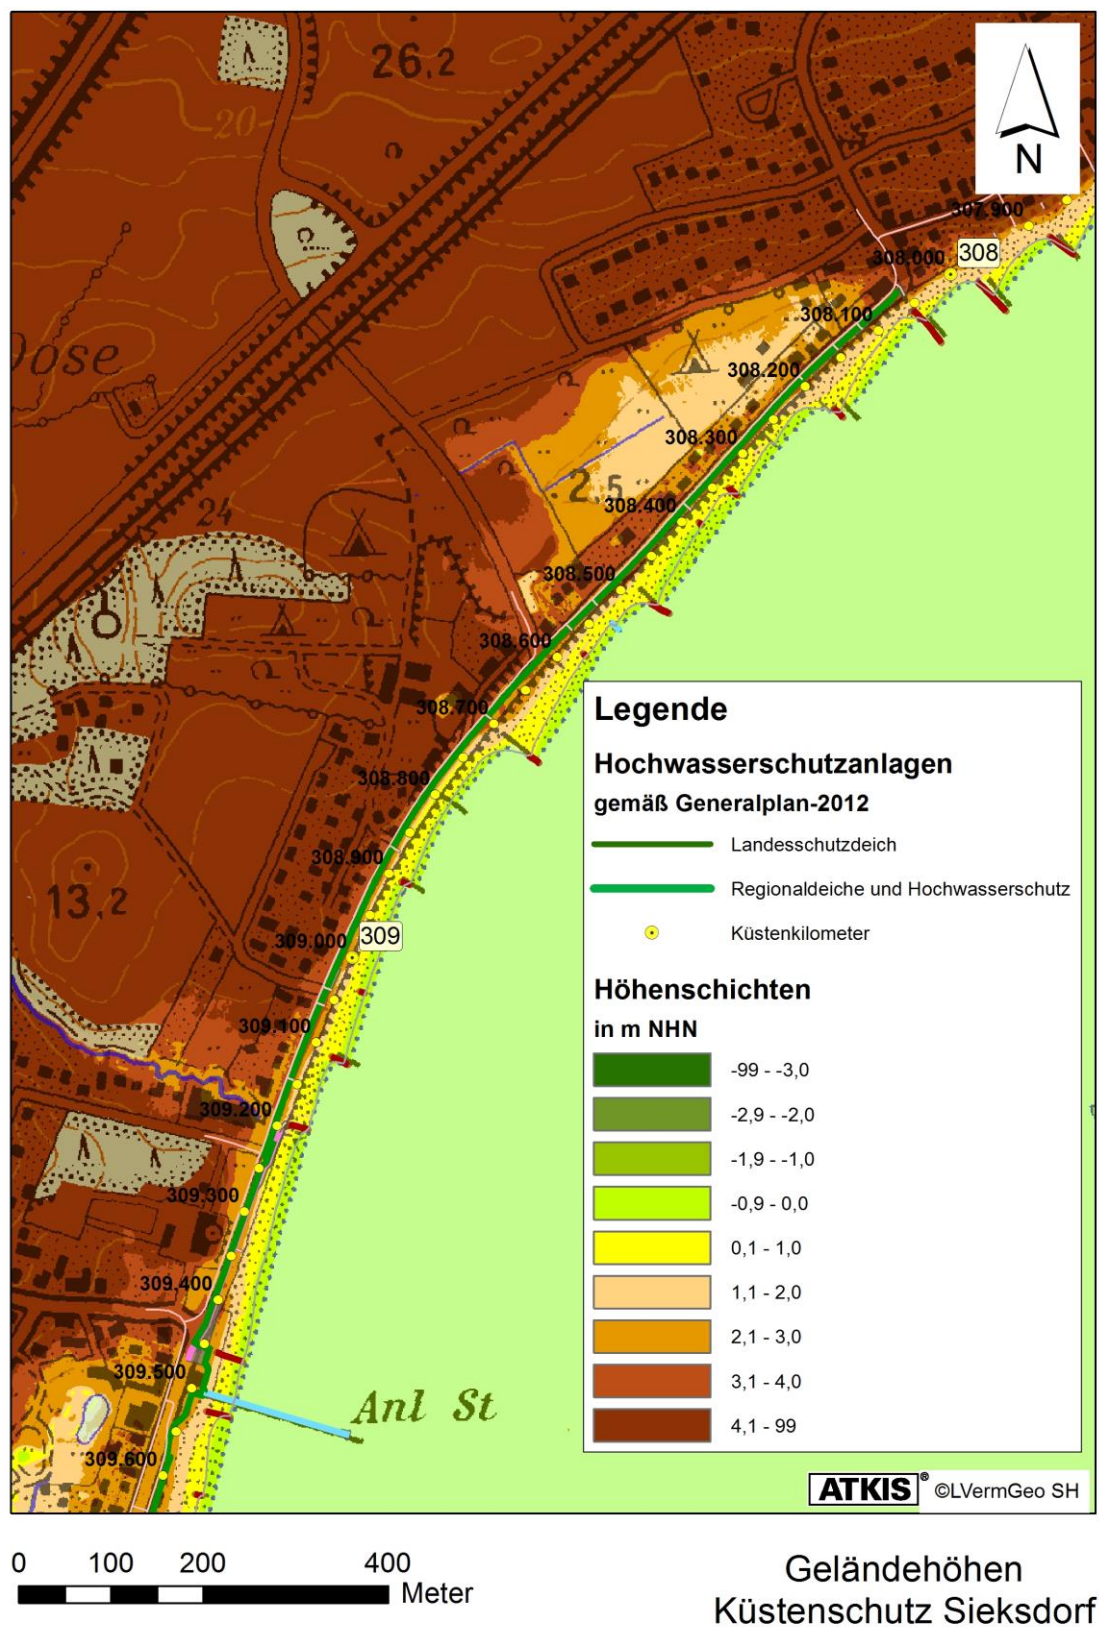 26,2
20
N
307.900
308.000
308
308.100
Dose
308.200
308.300
2,5
308.400
24
308.500
308.600
308.700
308.800
308.900
13,2
309.000
309
309.100
309.200
309.300
309.400
309.500
Anl St
309.600
Legende
Hochwasserschutzanlagen
gemäß Generalplan-2012
Landesschutzdeich
Regionaldeiche und Hochwasserschutz
Küstenkilometer
Höhenschichten
in m NHN
-99 - -3,0
-2,9 - -2,0
-1,9 - -1,0
-0,9 - 0,0
0,1 - 1,0
1,1 - 2,0
2,1 - 3,0
3,1 - 4,0
4,1 - 99
ATKIS® ©LVermGeo SH
0 100 200 400
Meter
Geländehöhen
Küstenschutz Sieksdorf